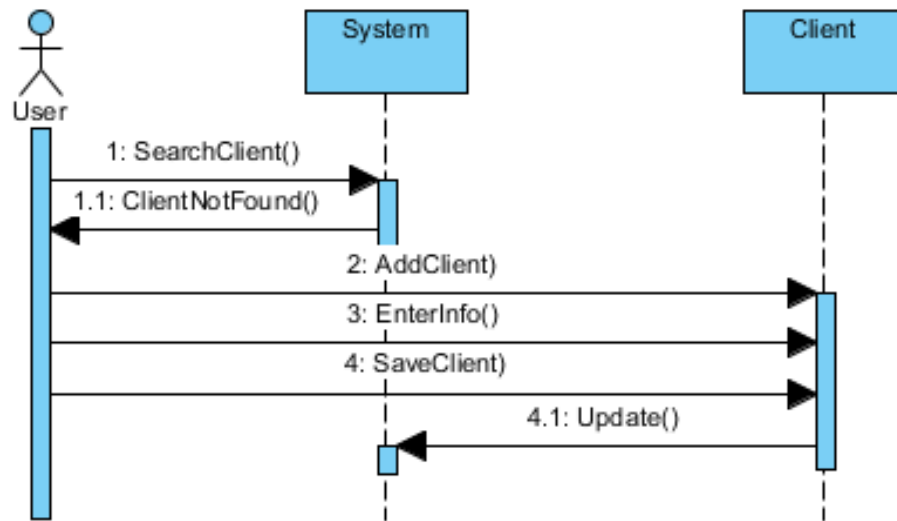 System
Client
User
1: SearchClient()
1.1: ClientNotFound()
2: AddClient)
3: EnterInfo()
4: SaveClient)
4.1: Update()